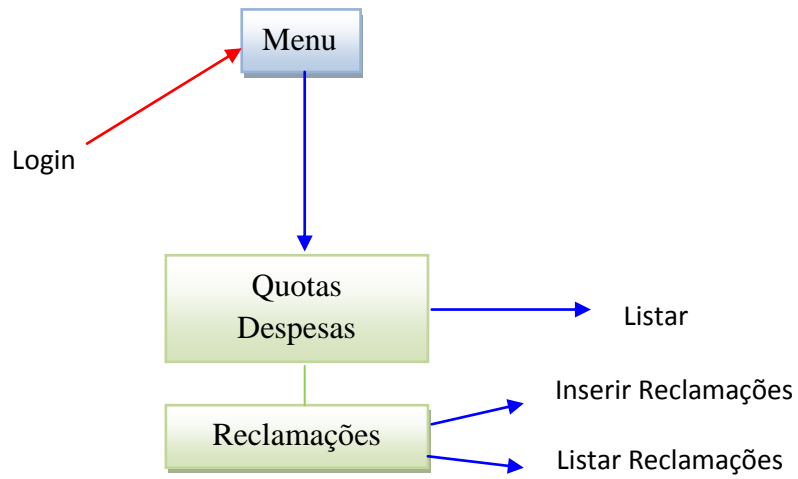 Menu
Login
Quotas
Despesas
Listar
Inserir Reclamações
Reclamações
Listar Reclamações